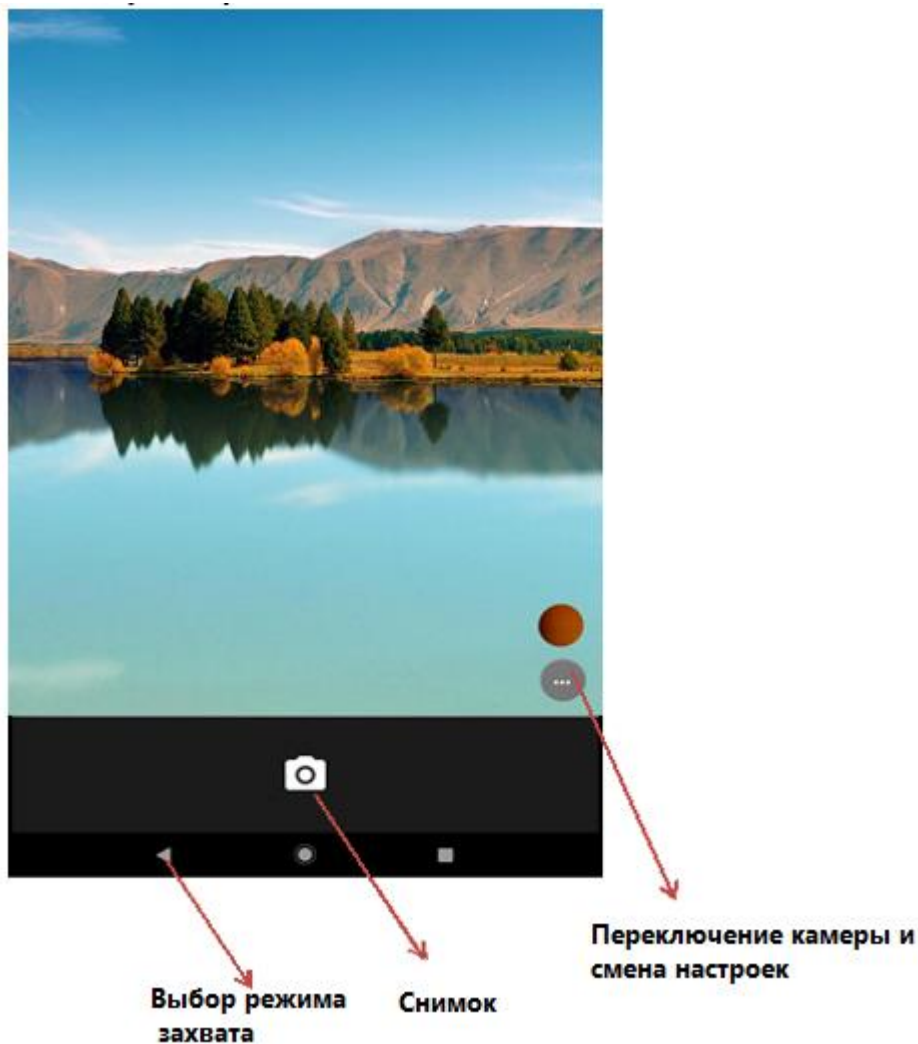 Переключение камеры и
смена настроек
Выбор режима
захвата
Снимок